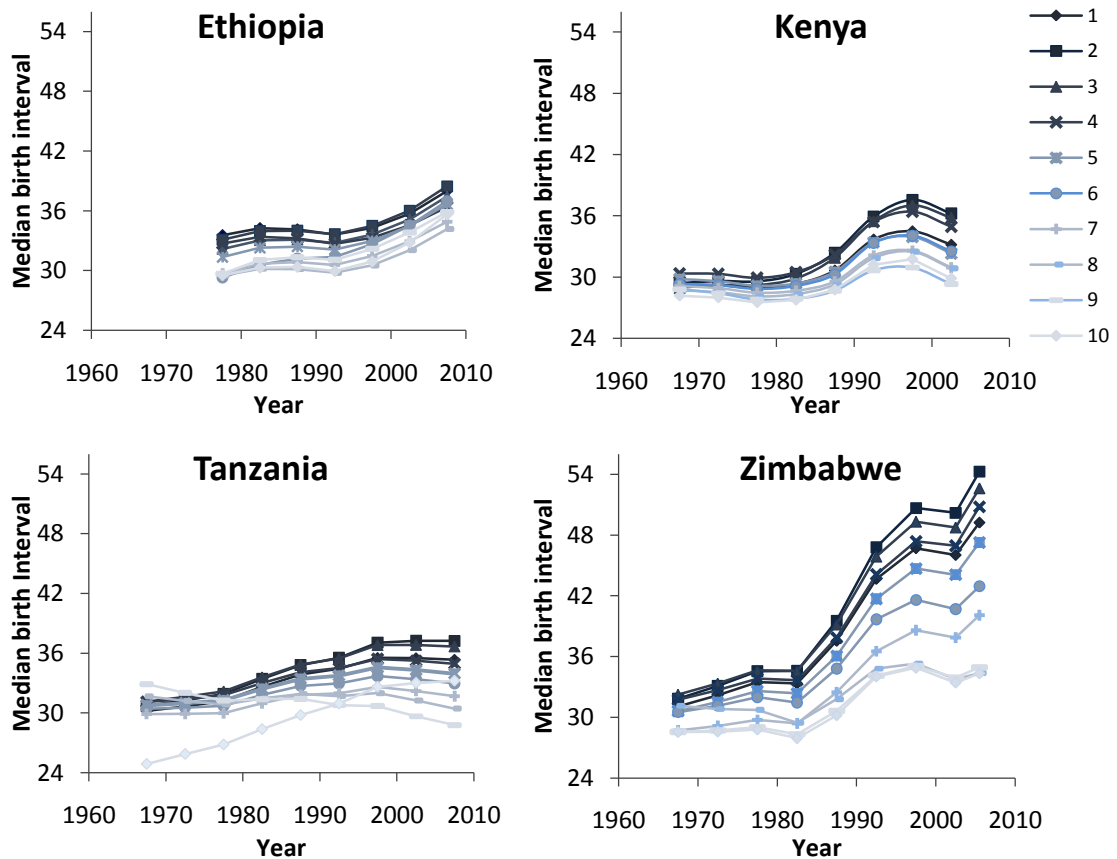 Ethiopia
Median birth interval
54
48
42
36
30
24
1960 1970 1980 1990 2000 2010
Year
Kenya
Median birth interval
54
48
42
36
30
24
1960 1970 1980 1990 2000 2010
Year
1
2
3
4
5
6
7
8
9
10
Tanzania
Median birth Interval
54
48
42
36
30
24
1960 1970 1980 1990 2000 2010
Year
Zimbabwe
Median birth interval
54
48
42
36
30
24
1960 1970 1980 1990 2000 2010
Year